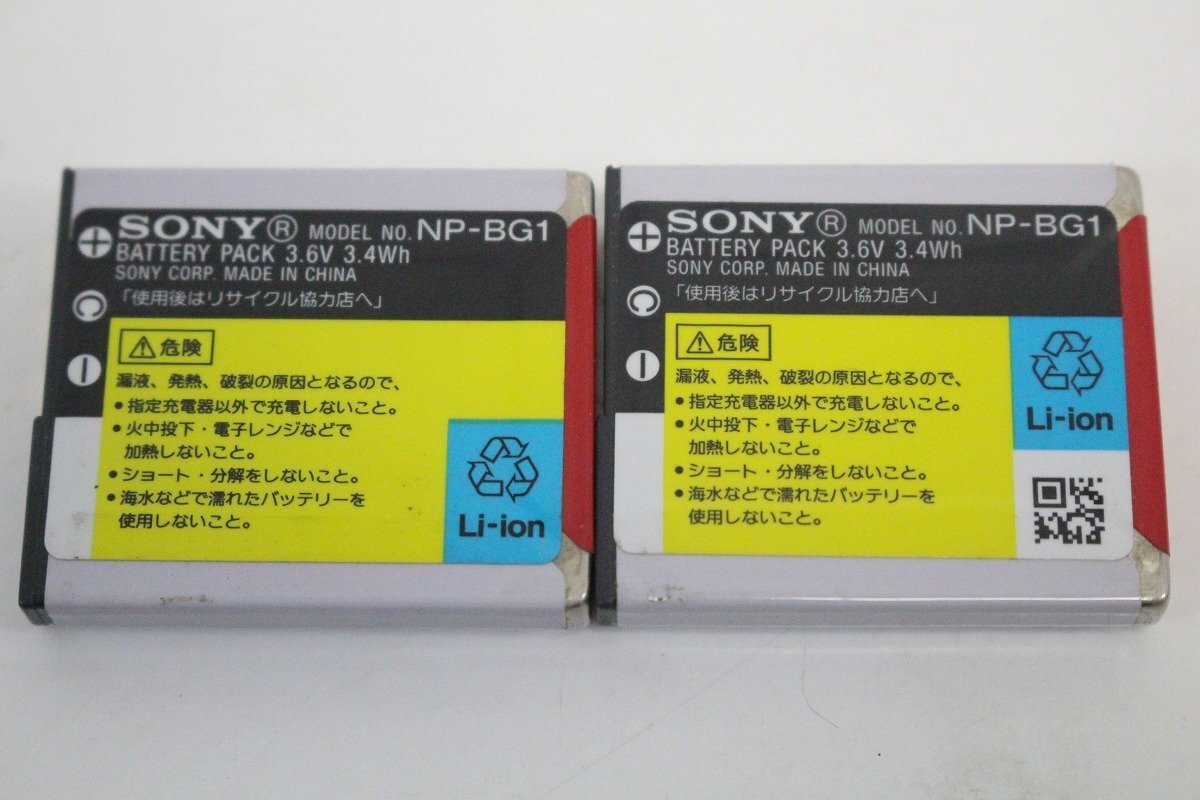 SONY® MODEL NO. NP-BG1
BATTERY PACK 3.6V 3.4Wh
SONY CORP. MADE IN CHINA
「使用後はリサイクル協力店へ」
⚠危険
漏液、発熱、破裂の原因となるので、
●指定充電器以外で充電しないこと。
●火中投下・電子レンジなどで
加熱しないこと。
●ショート・分解をしないこと。
●海水などで濡れたバッテリーを
使用しないこと。
Li-ion
SONY® MODEL NO. NP-BG1
BATTERY PACK 3.6V 3.4Wh
SONY CORP. MADE IN CHINA
「使用後はリサイクル協力店へ」
⚠危険
漏液、発熱、破裂の原因となるので、
●指定充電器以外で充電しないこと。
●火中投下・電子レンジなどで
加熱しないこと。
●ショート・分解をしないこと。
●海水などで濡れたバッテリーを
使用しないこと。
Li-ion